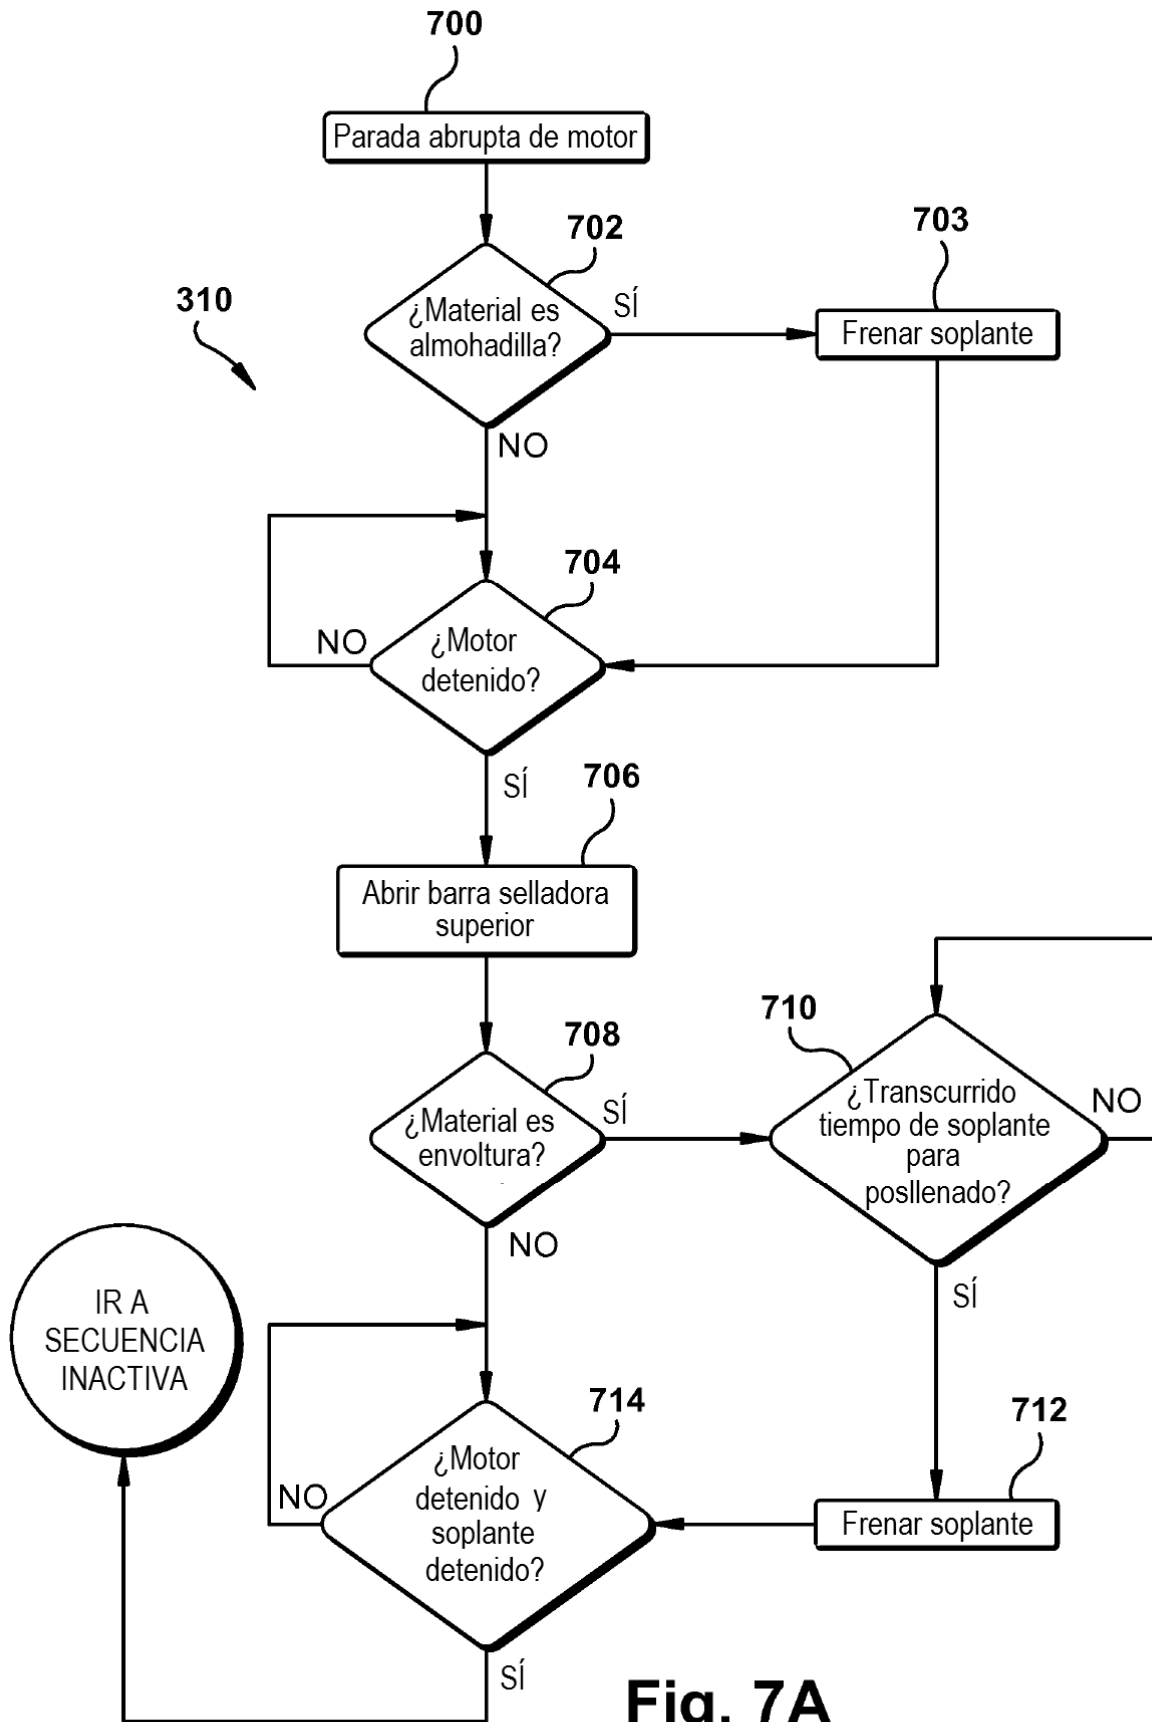 700
Parada abrupta de motor
702
703
310
¿Material es
almohadilla?
SÍ
Frenar soplante
NO
704
¿Motor
detenido?
NO
SÍ
706
Abrir barra selladora
superior
708
710
¿Material es
envoltura?
SÍ
¿Transcurrido
tiempo de soplante
para
posllenado?
NO
NO
SÍ
IR A
SECUENCIA
INACTIVA
714
712
¿Motor
detenido y
soplante
detenido?
NO
Frenar soplante
SÍ
Fig. 7A